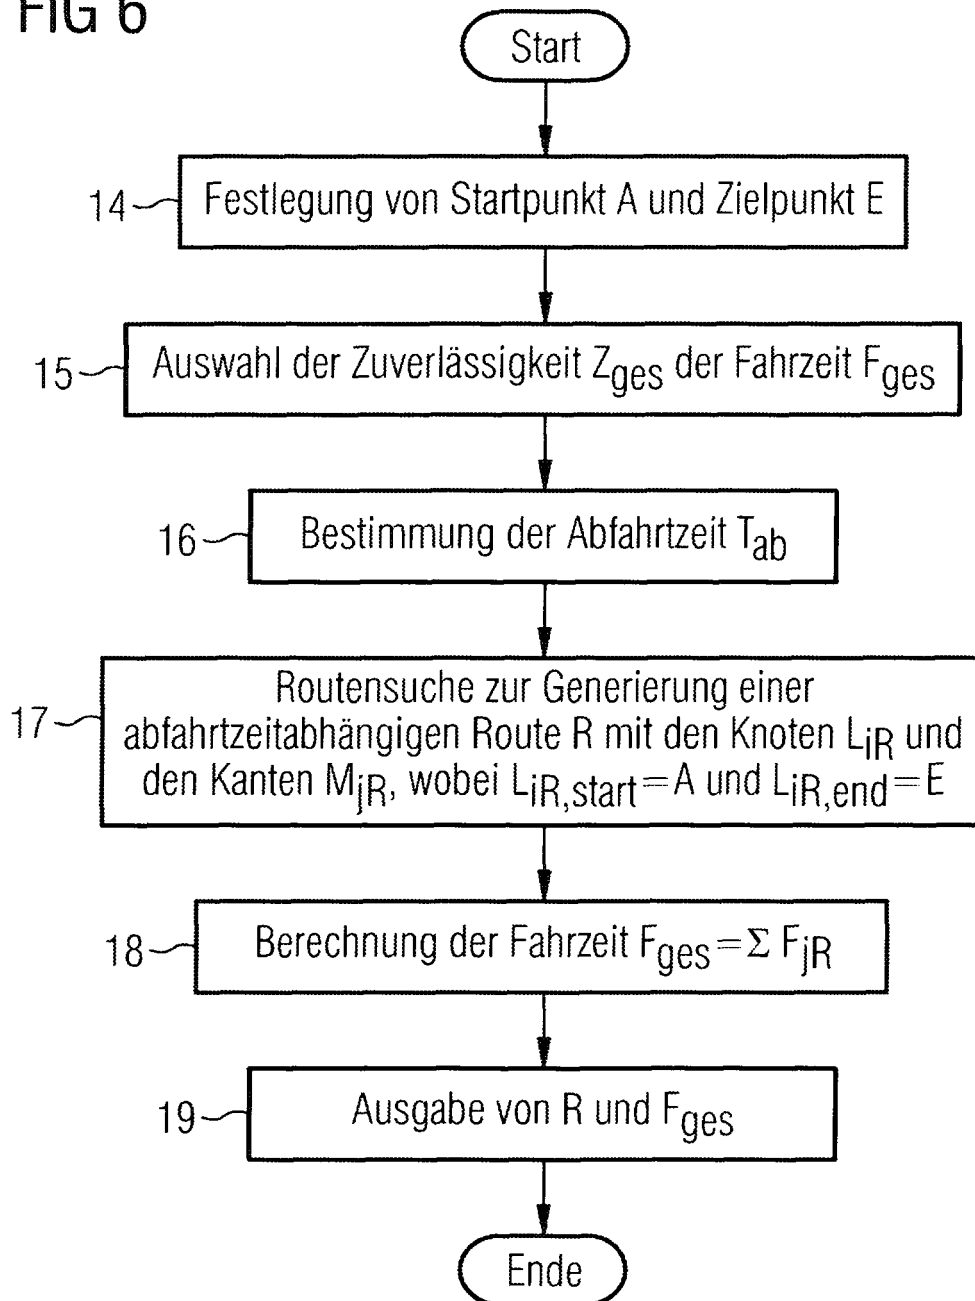 FIG 6
Start
14
Festlegung von Startpunkt A und Zielpunkt E
15
Auswahl der Zuverlässigkeit Zges der Fahrzeit Fges
16
Bestimmung der Abfahrtzeit Tab
17
Routensuche zur Generierung einer
abfahrtzeitabhängigen Route R mit den Knoten LiR und
den Kanten MjR, wobei LiR,start=A und LiR,end=E
18
Berechnung der Fahrzeit Fges=Σ FjR
19
Ausgabe von R und Fges
Ende